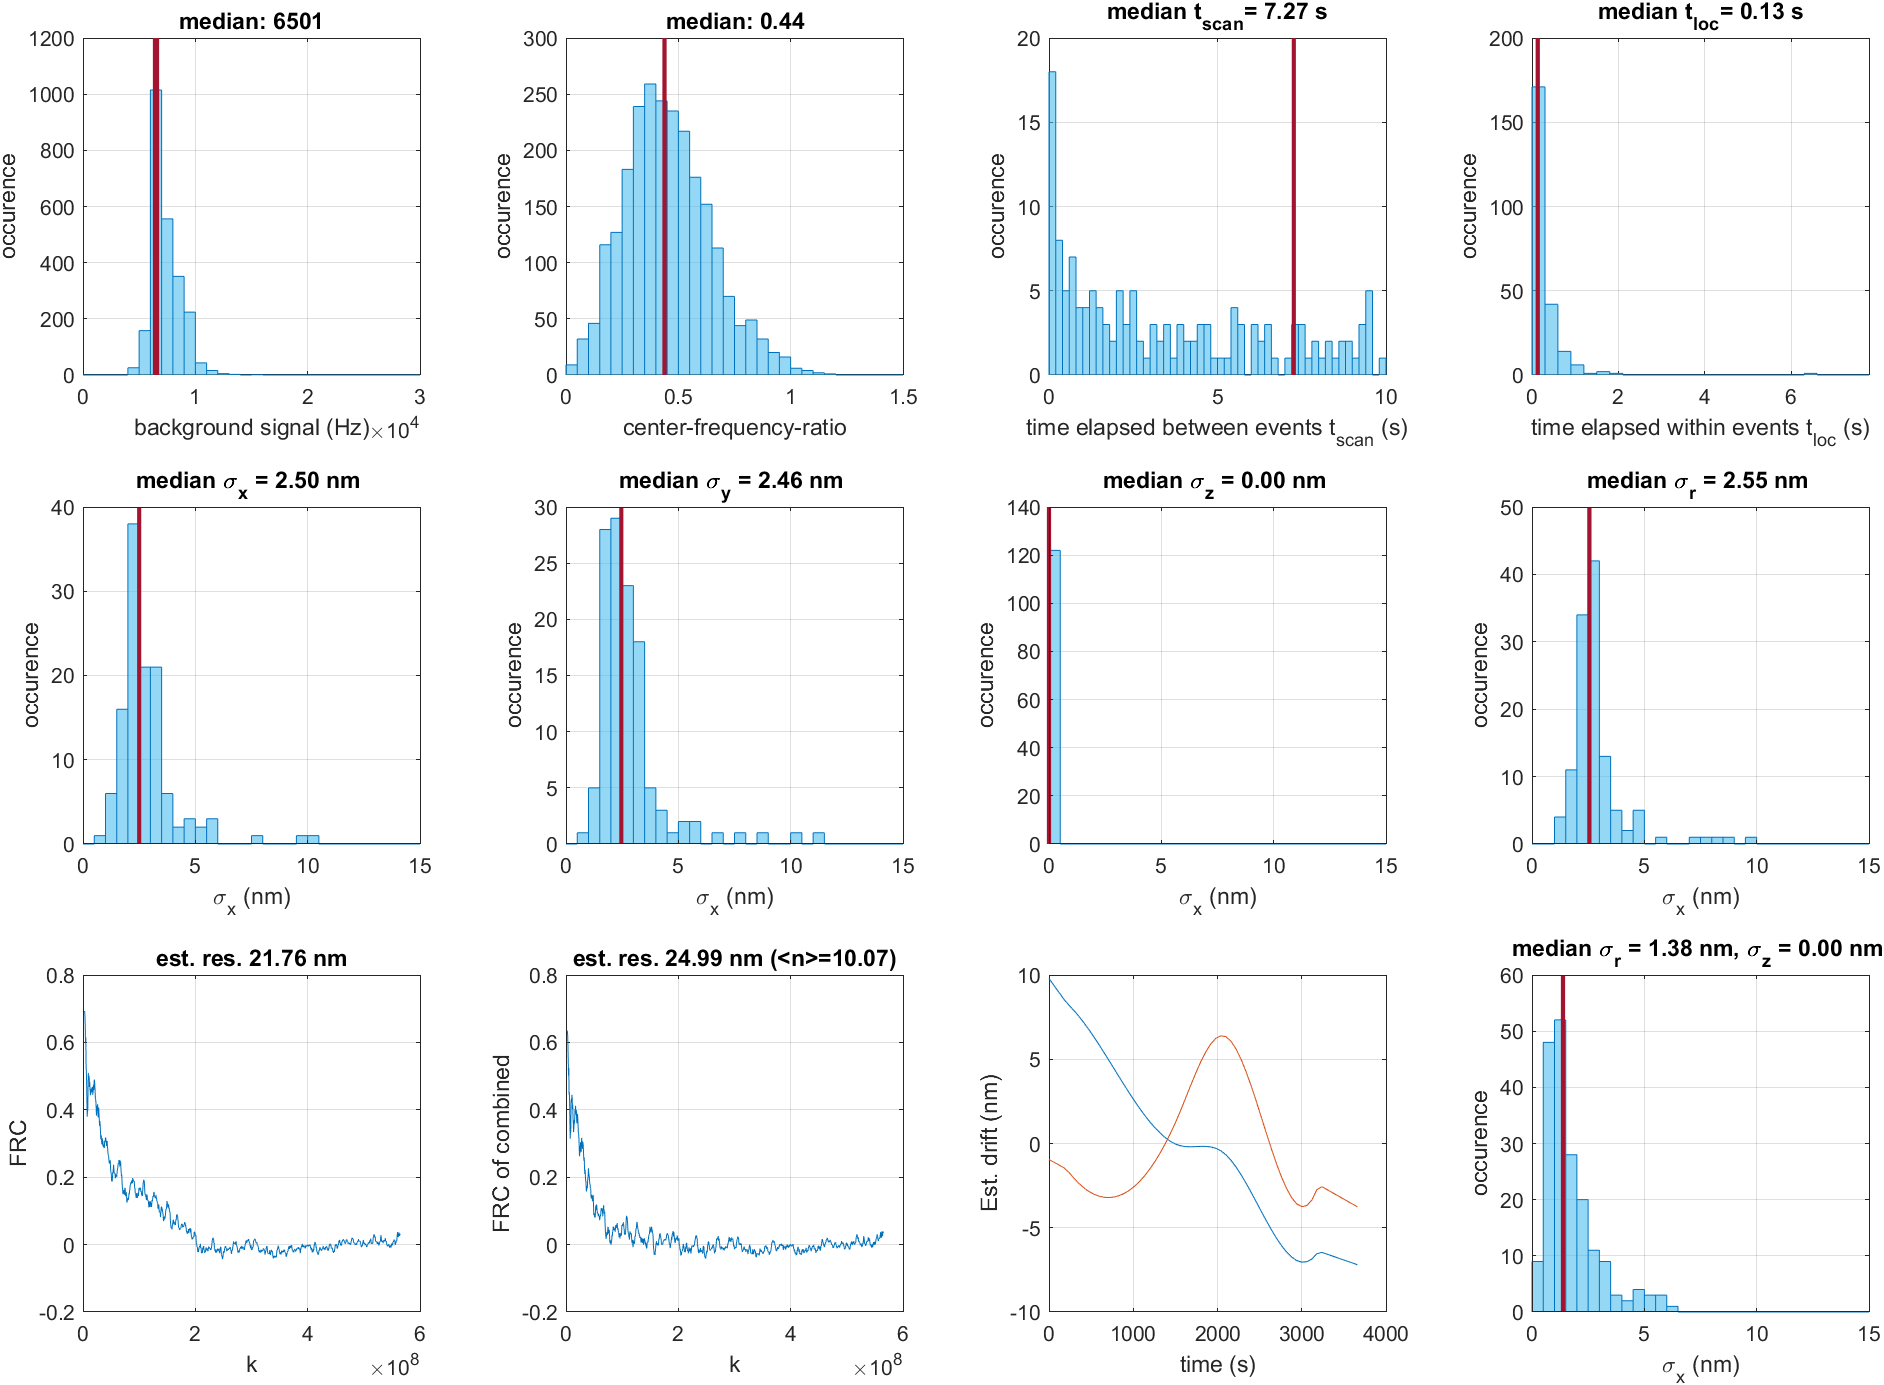 median: 6501
1200
1000
800
600
400
200
0
occurence
0 1 2 3
background signal (Hz) ×10⁴
median: 0.44
300
250
200
150
100
50
0
occurence
0 0.5 1 1.5
center-frequency-ratio
median t_scan = 7.27 s
20
15
10
5
0
occurence
0 5 10
time elapsed between events t_scan (s)
median t_loc = 0.13 s
200
150
100
50
0
occurence
0 2 4 6
time elapsed within events t_loc (s)
median σ_x = 2.50 nm
40
30
20
10
0
occurence
0 5 10 15
σ_x (nm)
median σ_y = 2.46 nm
30
25
20
15
10
5
0
occurence
0 5 10 15
σ_x (nm)
median σ_z = 0.00 nm
140
120
100
80
60
40
20
0
occurence
0 5 10 15
σ_x (nm)
median σ_r = 2.55 nm
50
40
30
20
10
0
occurence
0 5 10 15
σ_x (nm)
est. res. 21.76 nm
0.8
0.6
0.4
0.2
0
-0.2
FRC
0 2 4 6
k ×10⁸
est. res. 24.99 nm (<n>=10.07)
0.8
0.6
0.4
0.2
0
-0.2
FRC of combined
0 2 4 6
k ×10⁸
10
5
0
-5
-10
Est. drift (nm)
0 1000 2000 3000 4000
time (s)
median σ_r = 1.38 nm, σ_z = 0.00 nm
60
50
40
30
20
10
0
occurence
0 5 10 15
σ_x (nm)